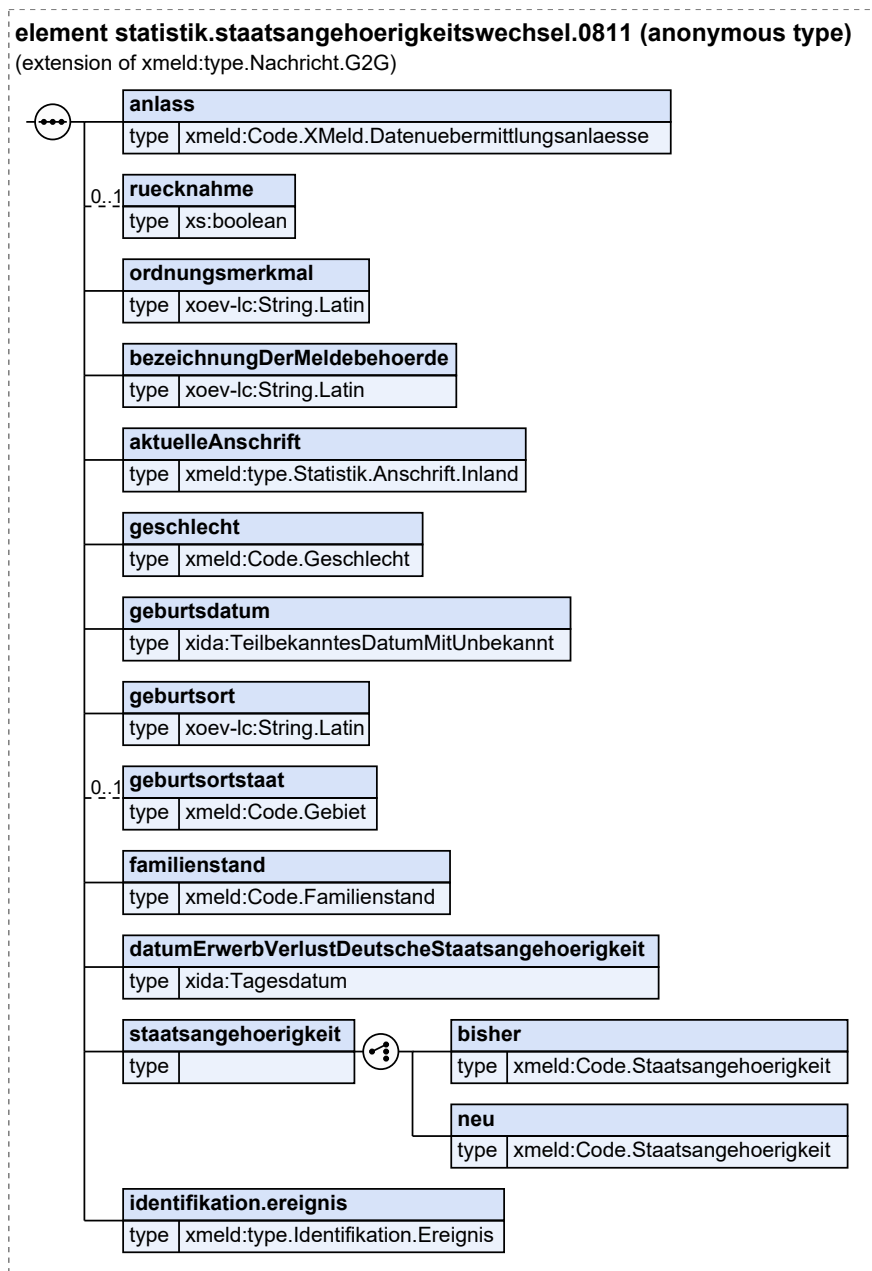 element statistik.staatsangehoerigkeitswechsel.0811 (anonymous type)
(extension of xmeld:type.Nachricht.G2G)
anlass
type xmeld:Code.XMeld.Datenuebermittlungsanlaesse
0..1 ruecknahme
type xs:boolean
ordnungsmerkmal
type xoev-lc:String.Latin
bezeichnungDerMeldebehoerde
type xoev-lc:String.Latin
aktuelleAnschrift
type xmeld:type.Statistik.Anschrift.Inland
geschlecht
type xmeld:Code.Geschlecht
geburtsdatum
type xida:TeilbekanntesDatumMitUnbekannt
geburtsort
type xoev-lc:String.Latin
0..1 geburtsortstaat
type xmeld:Code.Gebiet
familienstand
type xmeld:Code.Familienstand
datumErwerbVerlustDeutscheStaatsangehoerigkeit
type xida:Tagesdatum
staatsangehoerigkeit
type
bisher
type xmeld:Code.Staatsangehoerigkeit
neu
type xmeld:Code.Staatsangehoerigkeit
identifikation.ereignis
type xmeld:type.Identifikation.Ereignis